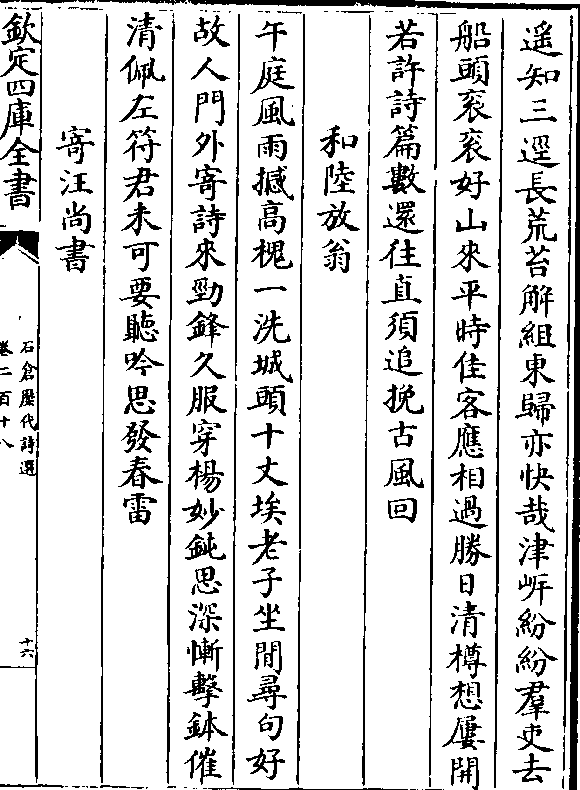 遥知三逕長荒苔解組東歸亦快哉津㟁紛紛羣吏去
船頭衮衮好山來平時佳客應相過勝日清樽想屢開
若許詩篇數還往直須追挽古風回
和陸放翁
午庭風雨撼高槐一洗城頭十丈埃老子坐間尋句好
故人門外寄詩來勁鋒久服穿楊妙鈍思深慚擊鉢催
清佩左符君未可要聽吟思發春雷
寄汪尚書
欽定四庫全書
石倉歷代詩選
卷二百十八
十六